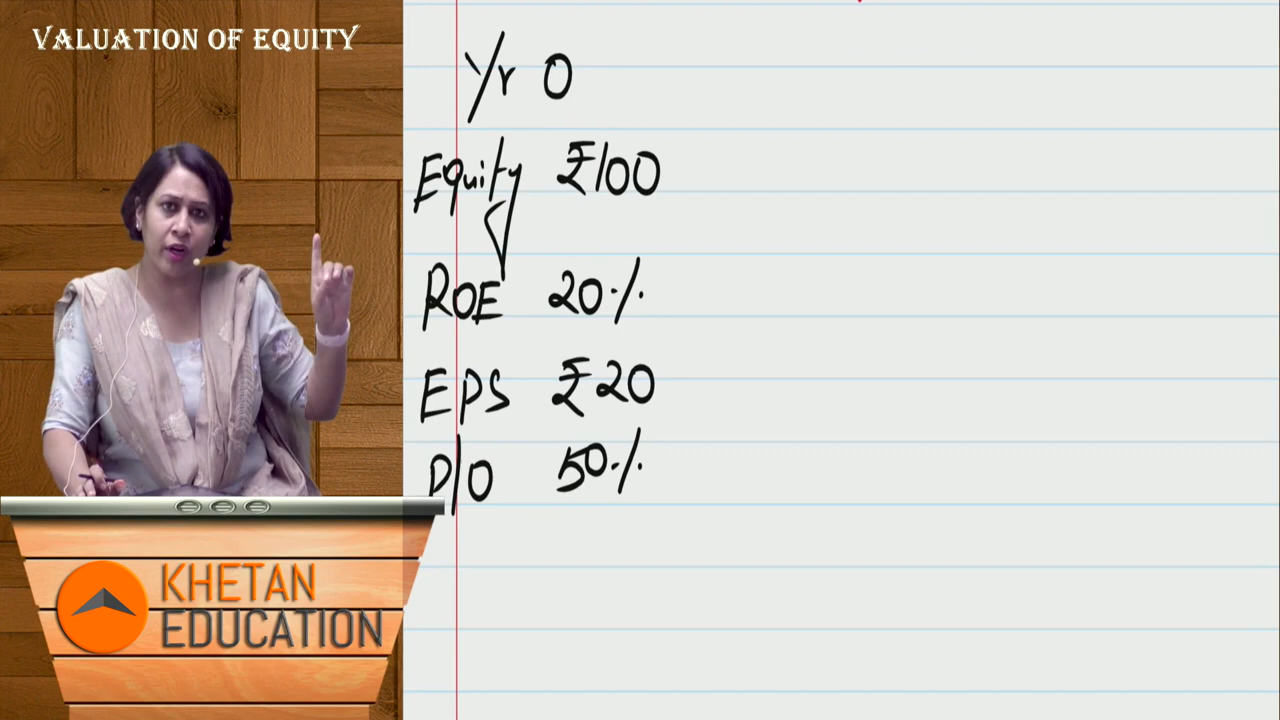 VALUATION OF EQUITY
Yr 0
Equity ₹100
ROE 20%
EPS ₹20
P/O 50%
KHETAN
EDUCATION